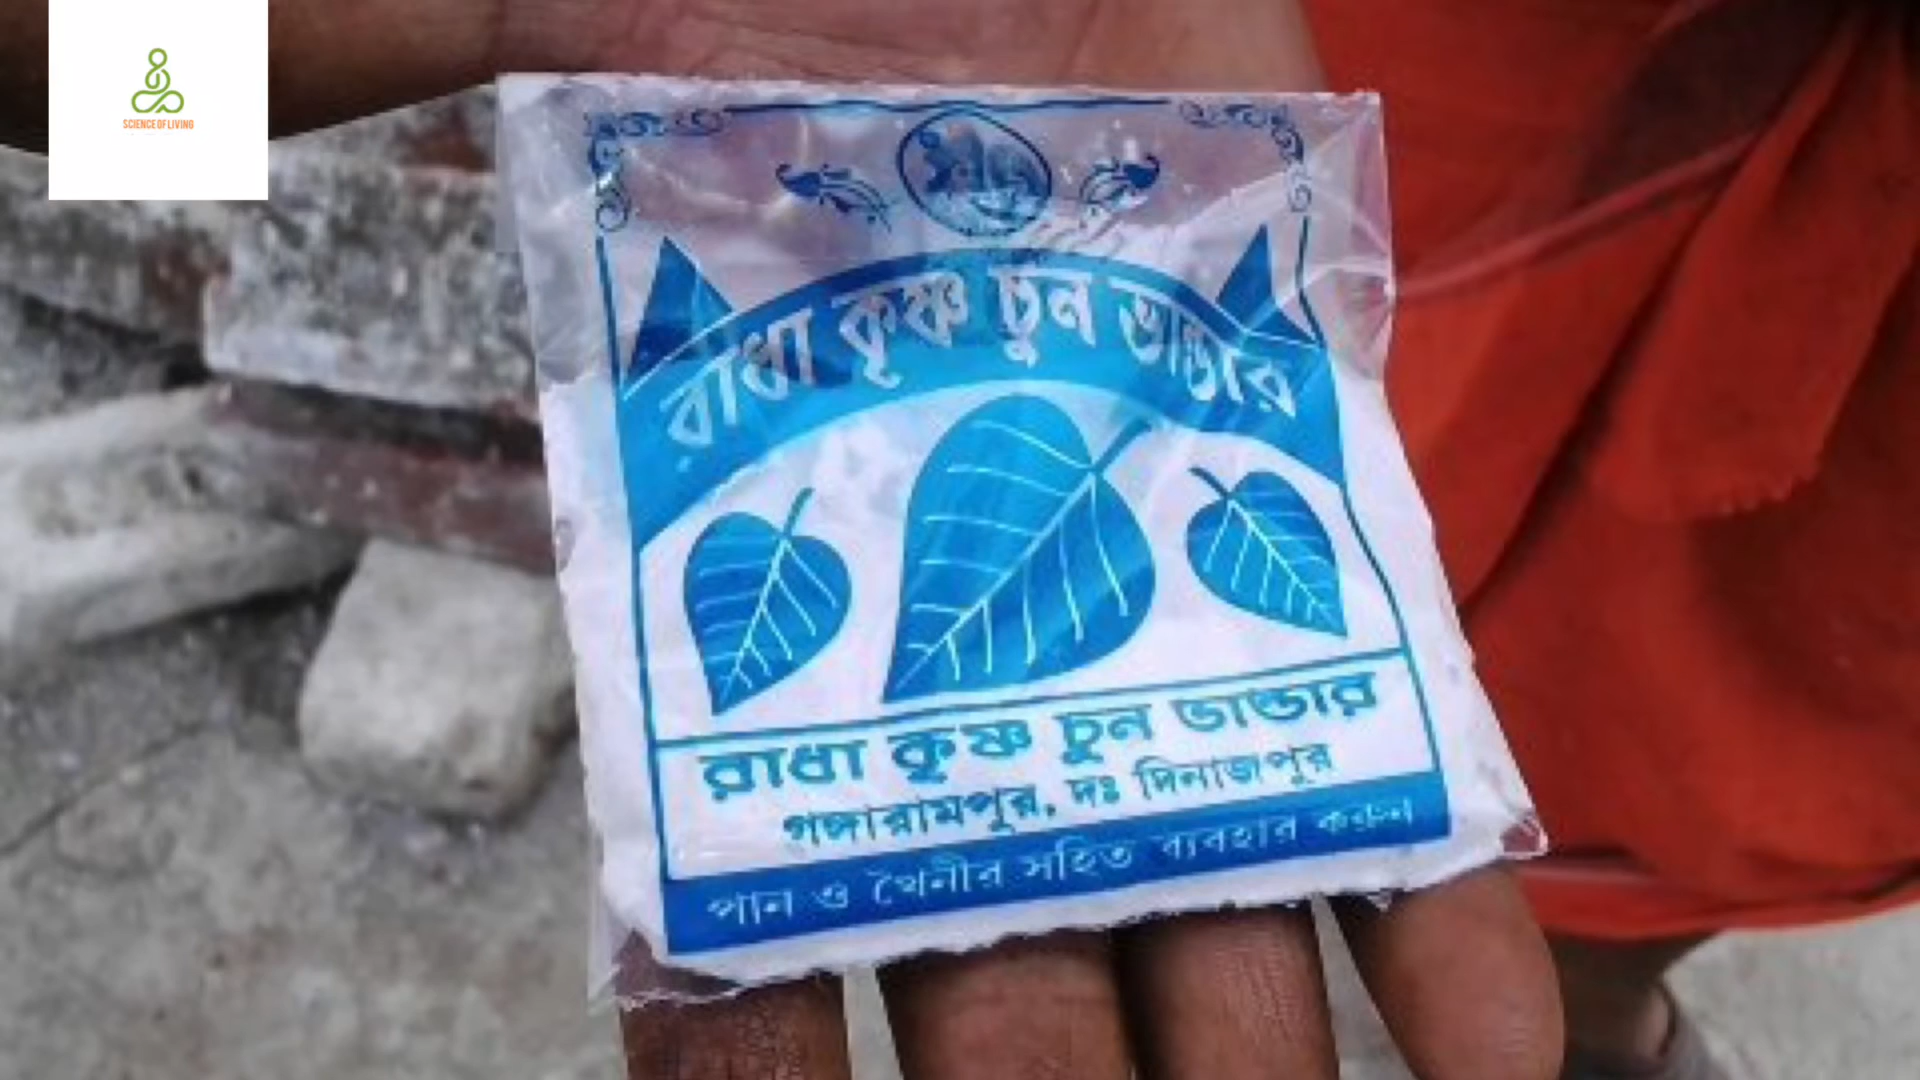 SCIENCE OF LIVING
রাধা কৃষ্ণ চুন ভান্ডার
রাধা কৃষ্ণ চুন ভান্ডার
গঙ্গারামপুর, দঃ দিনাজপুর
পান ও খৈনীর সহিত ব্যবহার করুন